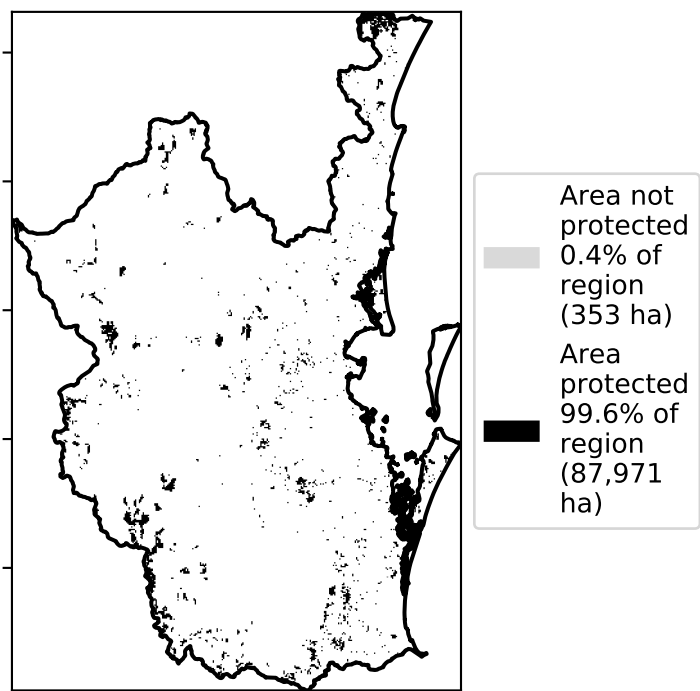 Area not
protected
0.4% of
region
(353 ha)
Area
protected
99.6% of
region
(87,971
ha)